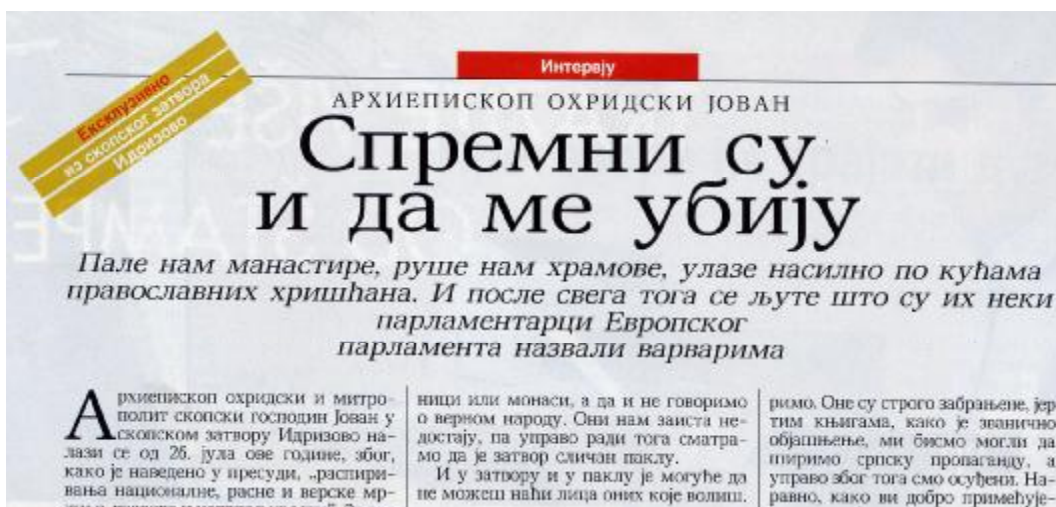 Ексклузивно
из скопског затвора
Идризово
Интервју
АРХИЕПИСКОП ОХРИДСКИ ЈОВАН
Спремни су
и да ме убију
Пале нам манастире, руше нам храмове, улазе насилно по кућама
православних хришћана. И после свега тога се љуте што су их неки
парламентарци Европског
парламента назвали варварима
Архиепископ охридски и митро-
полит скопски господин Јован у
скопском затвору Идризово на-
лази се од 26. јула ове године, због,
како је наведено у пресуди, „распири-
вања националне, расне и верске мр-
ници или монаси, а да и не говоримо
о верном народу. Они нам заиста не-
достају, па управо ради тога сматра-
мо да је затвор сличан паклу.
И у затвору и у паклу је могуће да
не можеш наћи лица оних које волиш.
римо. Оне су строго забрањене, јер
тим књигама, како је званично
објашњење, ми бисмо могли да
ширимо српску пропаганду, а
управо због тога смо осуђени. На-
равно, како ви добро примећује-